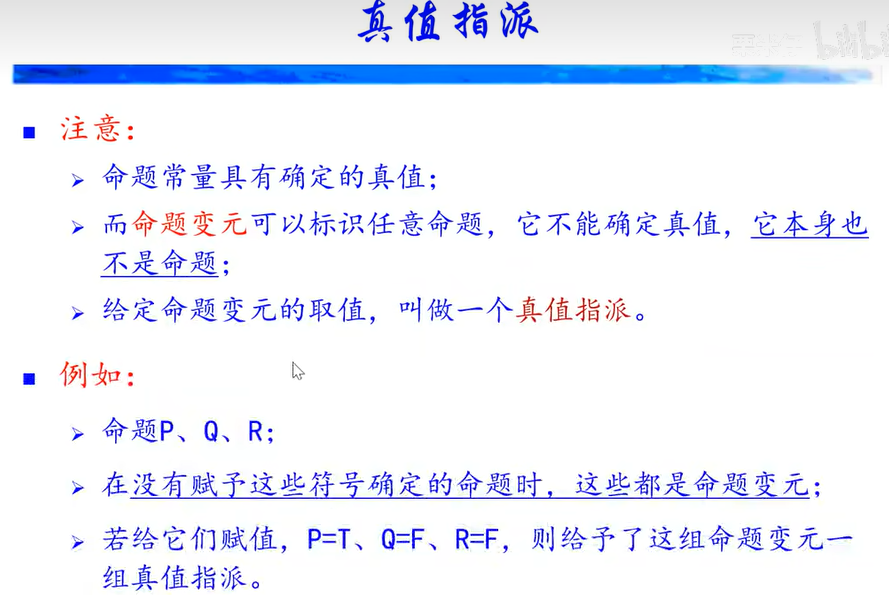 真值指派
注意：
命题常量具有确定的真值；
而命题变元可以标识任意命题，它不能确定真值，它本身也
不是命题；
给定命题变元的取值，叫做一个真值指派。
例如：
命题P、Q、R；
在没有赋予这些符号确定的命题时，这些都是命题变元；
若给它们赋值，P=T、Q=F、R=F，则给予了这组命题变元一
组真值指派。